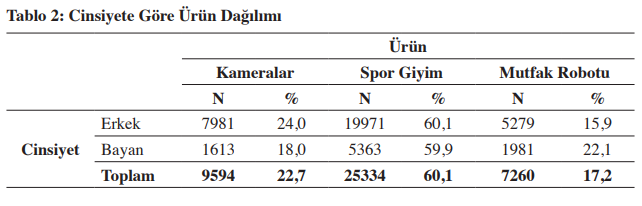 Tablo 2: Cinsiyete Göre Ürün Dağılımı
Ürün
Kameralar Spor Giyim Mutfak Robotu
N % N % N %
Erkek 7981 24,0 19971 60,1 5279 15,9
Cinsiyet Bayan 1613 18,0 5363 59,9 1981 22,1
Toplam 9594 22,7 25334 60,1 7260 17,2